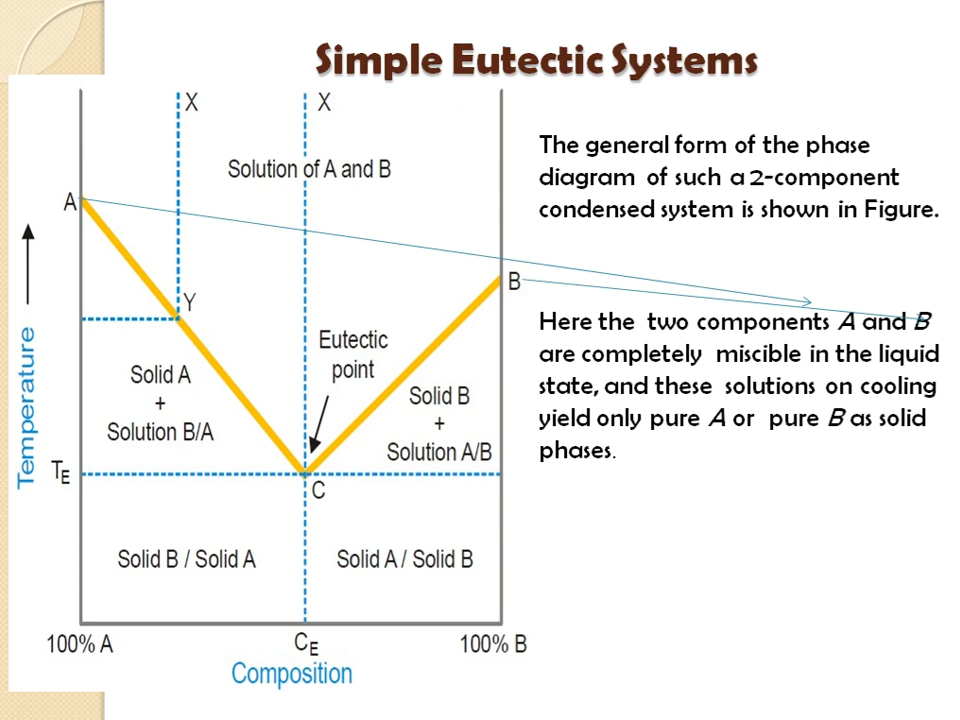 Simple Eutectic Systems
X
X
Solution of A and B
A
B
Y
Eutectic
point
Solid A
+
Solution B/A
Solid B
+
Solution A/B
Temperature
TE
C
Solid B / Solid A
Solid A / Solid B
100% A
CE
100% B
Composition
The general form of the phase
diagram of such a 2-component
condensed system is shown in Figure.
Here the two components A and B
are completely miscible in the liquid
state, and these solutions on cooling
yield only pure A or pure B as solid
phases.